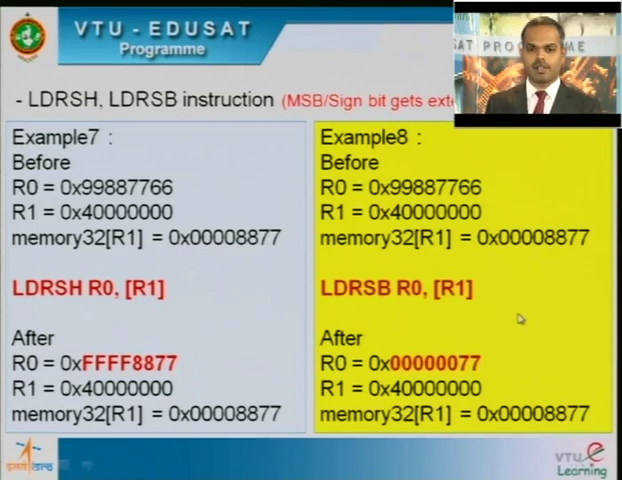 VTU - EDUSAT
Programme
SAT PROGRAMME
- LDRSH, LDRSB instruction (MSB/Sign bit gets
Example7 :
Before
R0 = 0x99887766
R1 = 0x40000000
memory32[R1] = 0x00008877
LDRSH R0, [R1]
After
R0 = 0xFFFF8877
R1 = 0x40000000
memory32[R1] = 0x00008877
Example8 :
Before
R0 = 0x99887766
R1 = 0x40000000
memory32[R1] = 0x00008877
LDRSB R0, [R1]
After
R0 = 0x00000077
R1 = 0x40000000
memory32[R1] = 0x00008877
VTU e
Learning